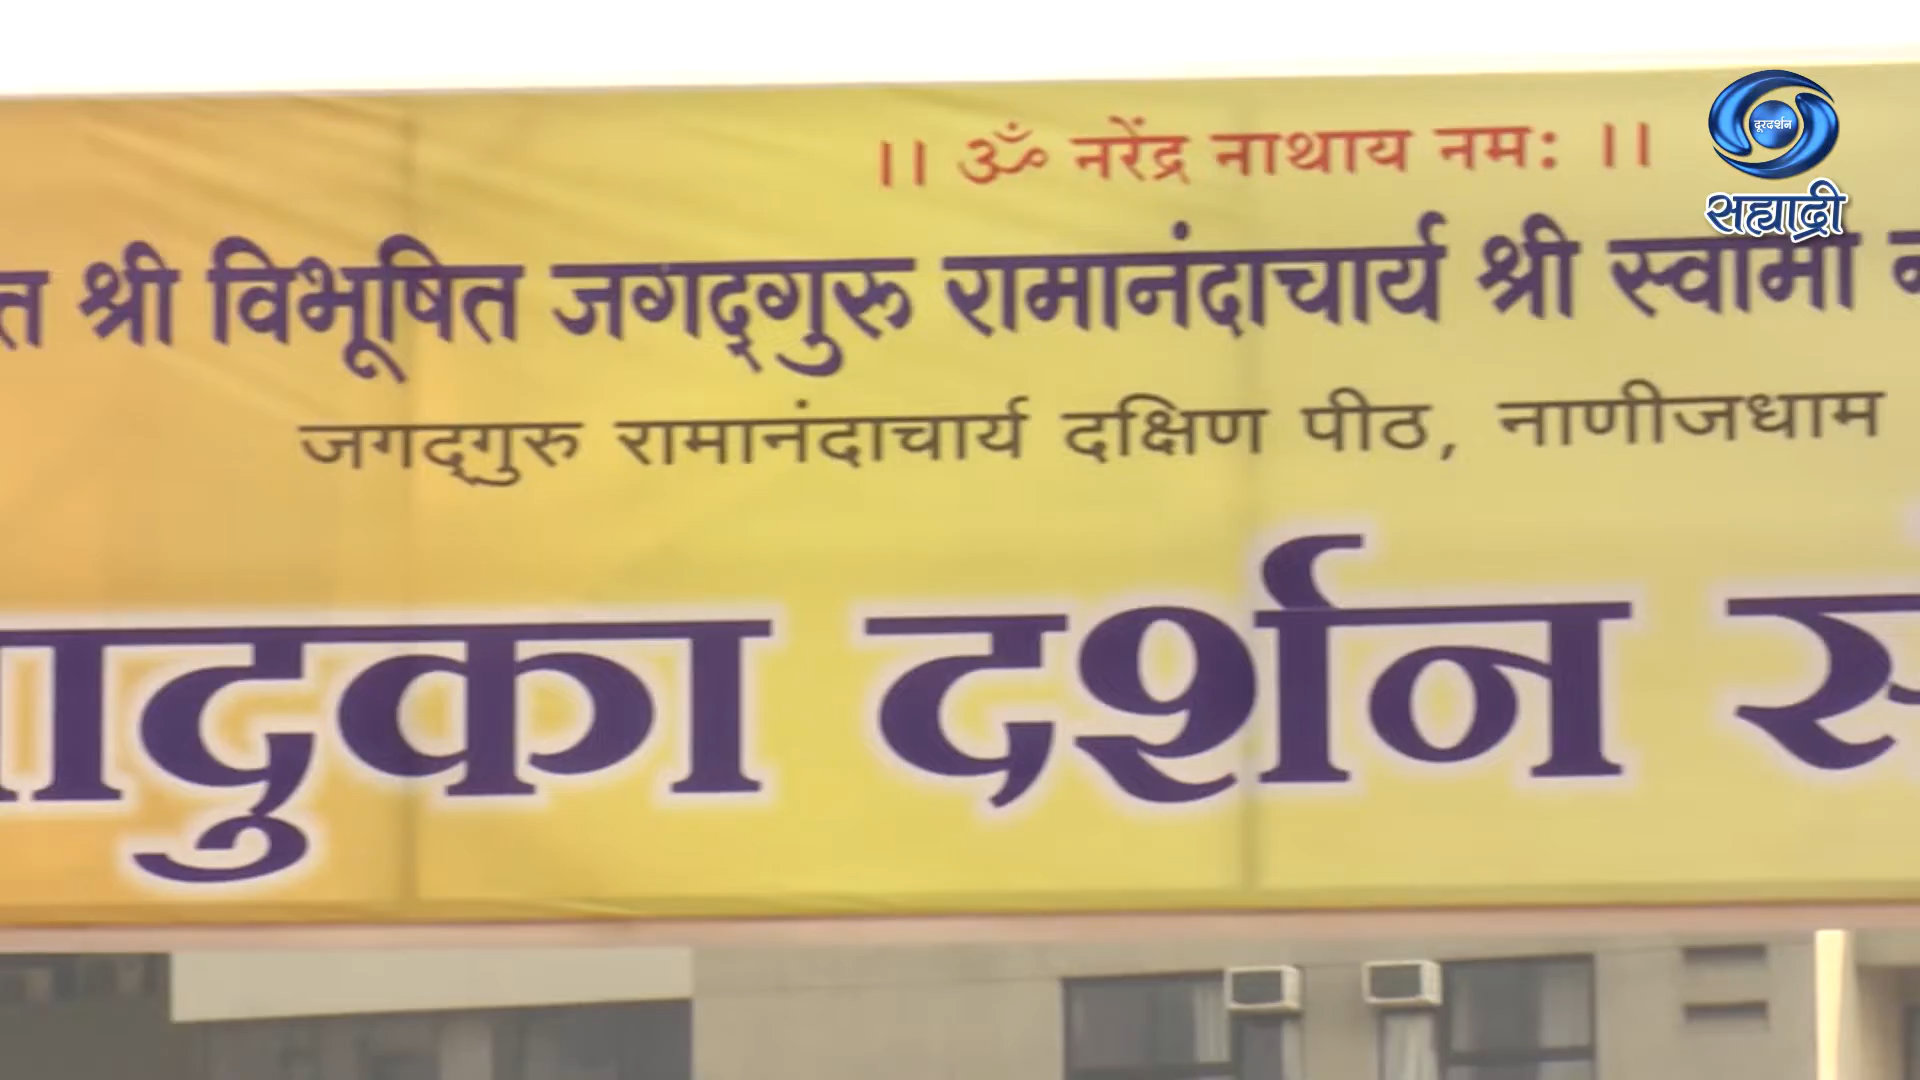 ।। ॐ नरेंद्र नाथाय नमः ।।
दूरदर्शन
सह्याद्री
श्री विभूषित जगद्गुरु रामानंदाचार्य श्री स्वामी
जगद्गुरु रामानंदाचार्य दक्षिण पीठ, नाणीजधाम
दर्शन